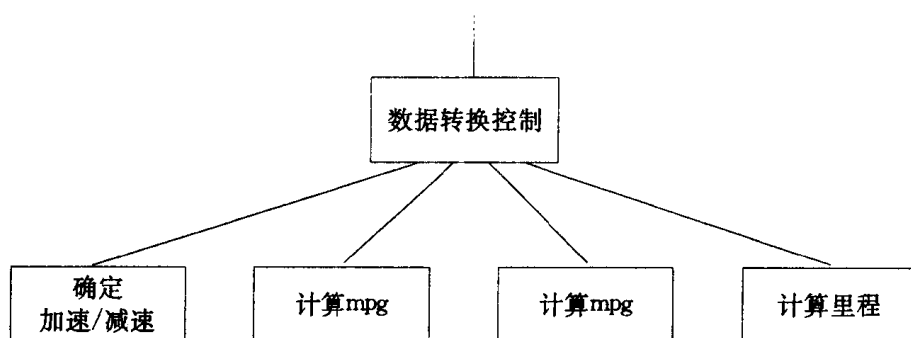 数据转换控制
确定
加速/减速
计算mpg
计算mpg
计算里程